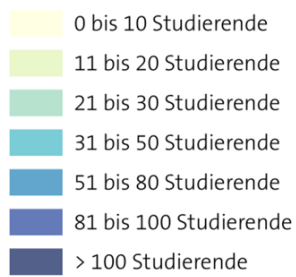 0 bis 10 Studierende
11 bis 20 Studierende
21 bis 30 Studierende
31 bis 50 Studierende
51 bis 80 Studierende
81 bis 100 Studierende
> 100 Studierende